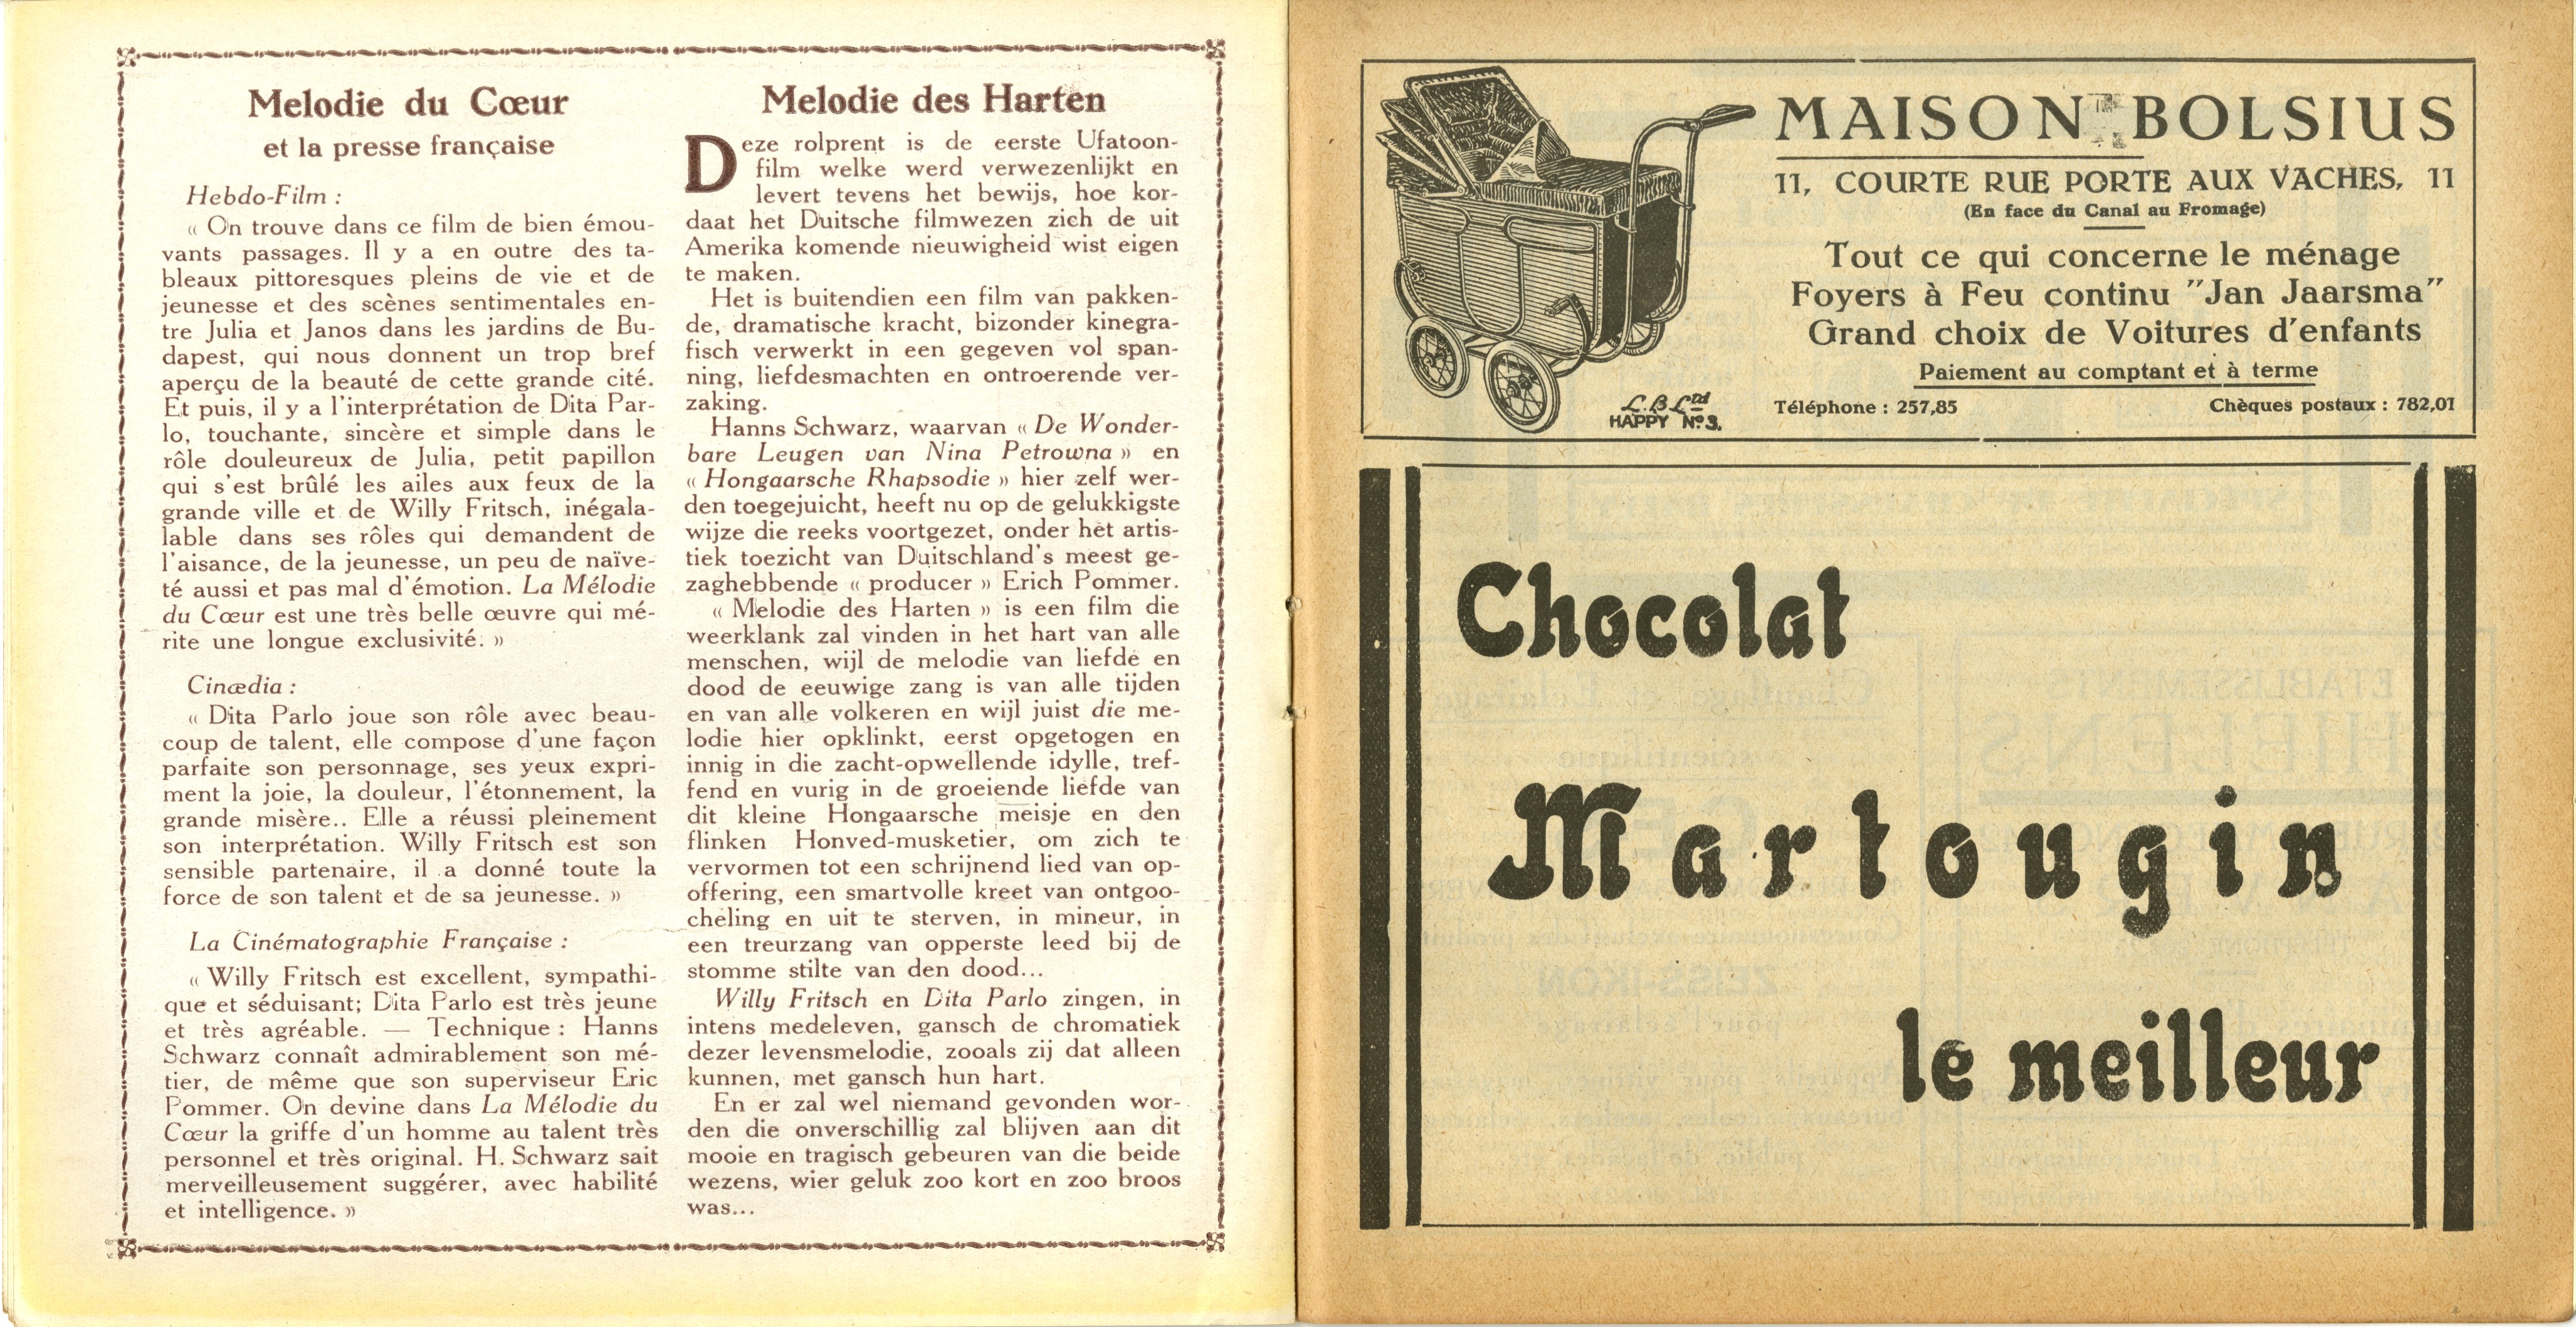 Melodie du Cœur
et la presse française
Hebdo-Film :
« On trouve dans ce film de bien émou-
vants passages. Il y a en outre des ta-
bleaux pittoresques pleins de vie et de
jeunesse et des scènes sentimentales en-
tre Julia et Janos dans les jardins de Bu-
dapest, qui nous donnent un trop bref
aperçu de la beauté de cette grande cité.
Et puis, il y a l'interprétation de Dita Par-
lo, touchante, sincère et simple dans le
rôle douleureux de Julia, petit papillon
qui s'est brûlé les ailes aux feux de la
grande ville et de Willy Fritsch, inégala-
lable dans ses rôles qui demandent de
l'aisance, de la jeunesse, un peu de naïve-
té aussi et pas mal d'émotion. La Mélodie
du Cœur est une très belle œuvre qui mé-
rite une longue exclusivité. »
Cinœdia :
« Dita Parlo joue son rôle avec beau-
coup de talent, elle compose d'une façon
parfaite son personnage, ses yeux expri-
ment la joie, la douleur, l'étonnement, la
grande misère.. Elle a réussi pleinement
son interprétation. Willy Fritsch est son
sensible partenaire, il a donné toute la
force de son talent et de sa jeunesse. »
La Cinématographie Française :
« Willy Fritsch est excellent, sympathi-
que et séduisant; Dita Parlo est très jeune
et très agréable. — Technique : Hanns
Schwarz connaît admirablement son mé-
tier, de même que son superviseur Eric
Pommer. On devine dans La Mélodie du
Cœur la griffe d'un homme au talent très
personnel et très original. H. Schwarz sait
merveilleusement suggérer, avec habilité
et intelligence. »
Melodie des Harten
Deze rolprent is de eerste Ufatoon-
film welke werd verwezenlijkt en
levert tevens het bewijs, hoe kor-
daat het Duitsche filmwezen zich de uit
Amerika komende nieuwigheid wist eigen
te maken.
Het is buitendien een film van pakken-
de, dramatische kracht, bizonder kinegra-
fisch verwerkt in een gegeven vol span-
ning, liefdesmachten en ontroerende ver-
zaking.
Hanns Schwarz, waarvan « De Wonder-
bare Leugen van Nina Petrowna » en
« Hongaarsche Rhapsodie » hier zelf wer-
den toegejuicht, heeft nu op de gelukkigste
wijze die reeks voortgezet, onder het artis-
tiek toezicht van Duitschland's meest ge-
zaghebbende « producer » Erich Pommer.
« Melodie des Harten » is een film die
weerklank zal vinden in het hart van alle
menschen, wijl de melodie van liefde en
dood de eeuwige zang is van alle tijden
en van alle volkeren en wijl juist die me-
lodie hier opklinkt, eerst opgetogen en
innig in die zacht-opwellende idylle, tref-
fend en vurig in de groeiende liefde van
dit kleine Hongaarsche meisje en den
flinken Honved-musketier, om zich te
vervormen tot een schrijnend lied van op-
offering, een smartvolle kreet van ontgoo-
cheling en uit te sterven, in mineur, in
een treurzang van opperste leed bij de
stomme stilte van den dood...
Willy Fritsch en Dita Parlo zingen, in
intens medeleven, gansch de chromatiek
dezer levensmelodie, zooals zij dat alleen
kunnen, met gansch hun hart.
En er zal wel niemand gevonden wor-
den die onverschillig zal blijven aan dit
mooie en tragisch gebeuren van die beide
wezens, wier geluk zoo kort en zoo broos
was...
L.B Ltd
HAPPY No 3.
MAISON BOLSIUS
11, COURTE RUE PORTE AUX VACHES, 11
(En face du Canal au Fromage)
Tout ce qui concerne le ménage
Foyers à Feu continu "Jan Jaarsma"
Grand choix de Voitures d'enfants
Paiement au comptant et à terme
Téléphone : 257,85 Chèques postaux : 782,01
Chocolat
Martougin
le meilleur